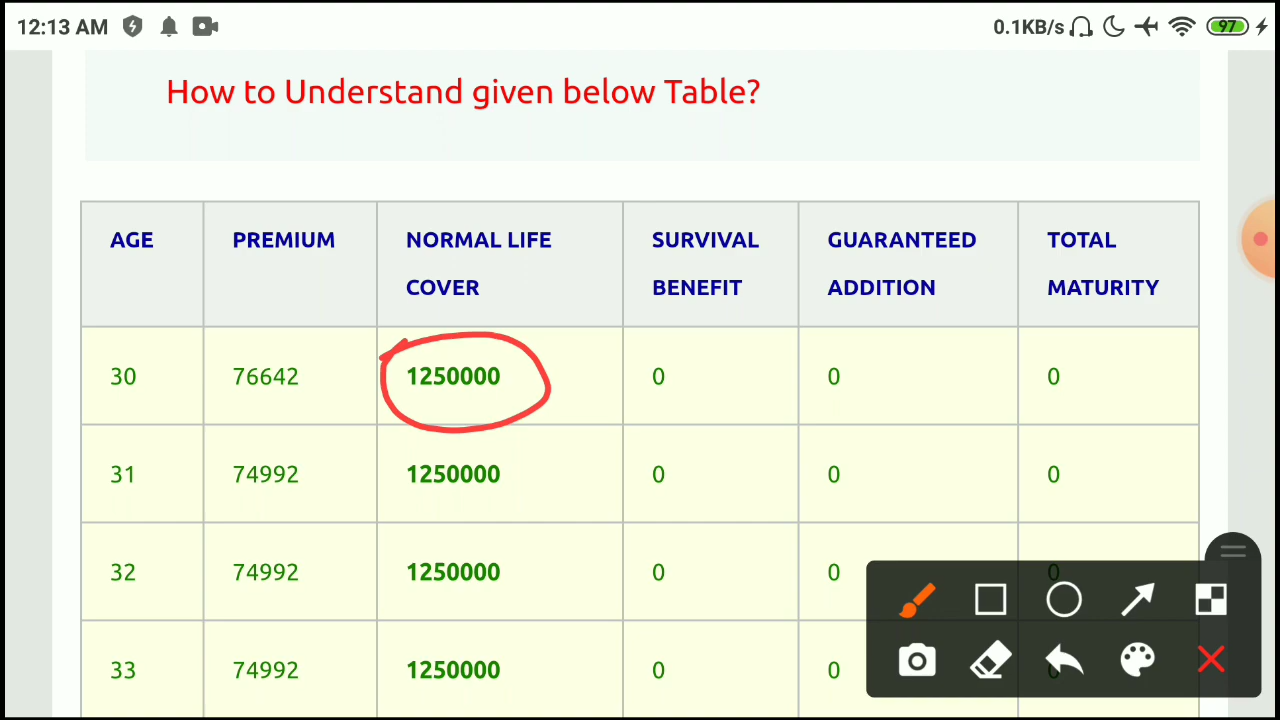 12:13 AM 0.1KB/s 97
How to Understand given below Table?
AGE PREMIUM NORMAL LIFE COVER SURVIVAL BENEFIT GUARANTEED ADDITION TOTAL MATURITY
30 76642 1250000 0 0 0
31 74992 1250000 0 0 0
32 74992 1250000 0 0 0
33 74992 1250000 0 0 0